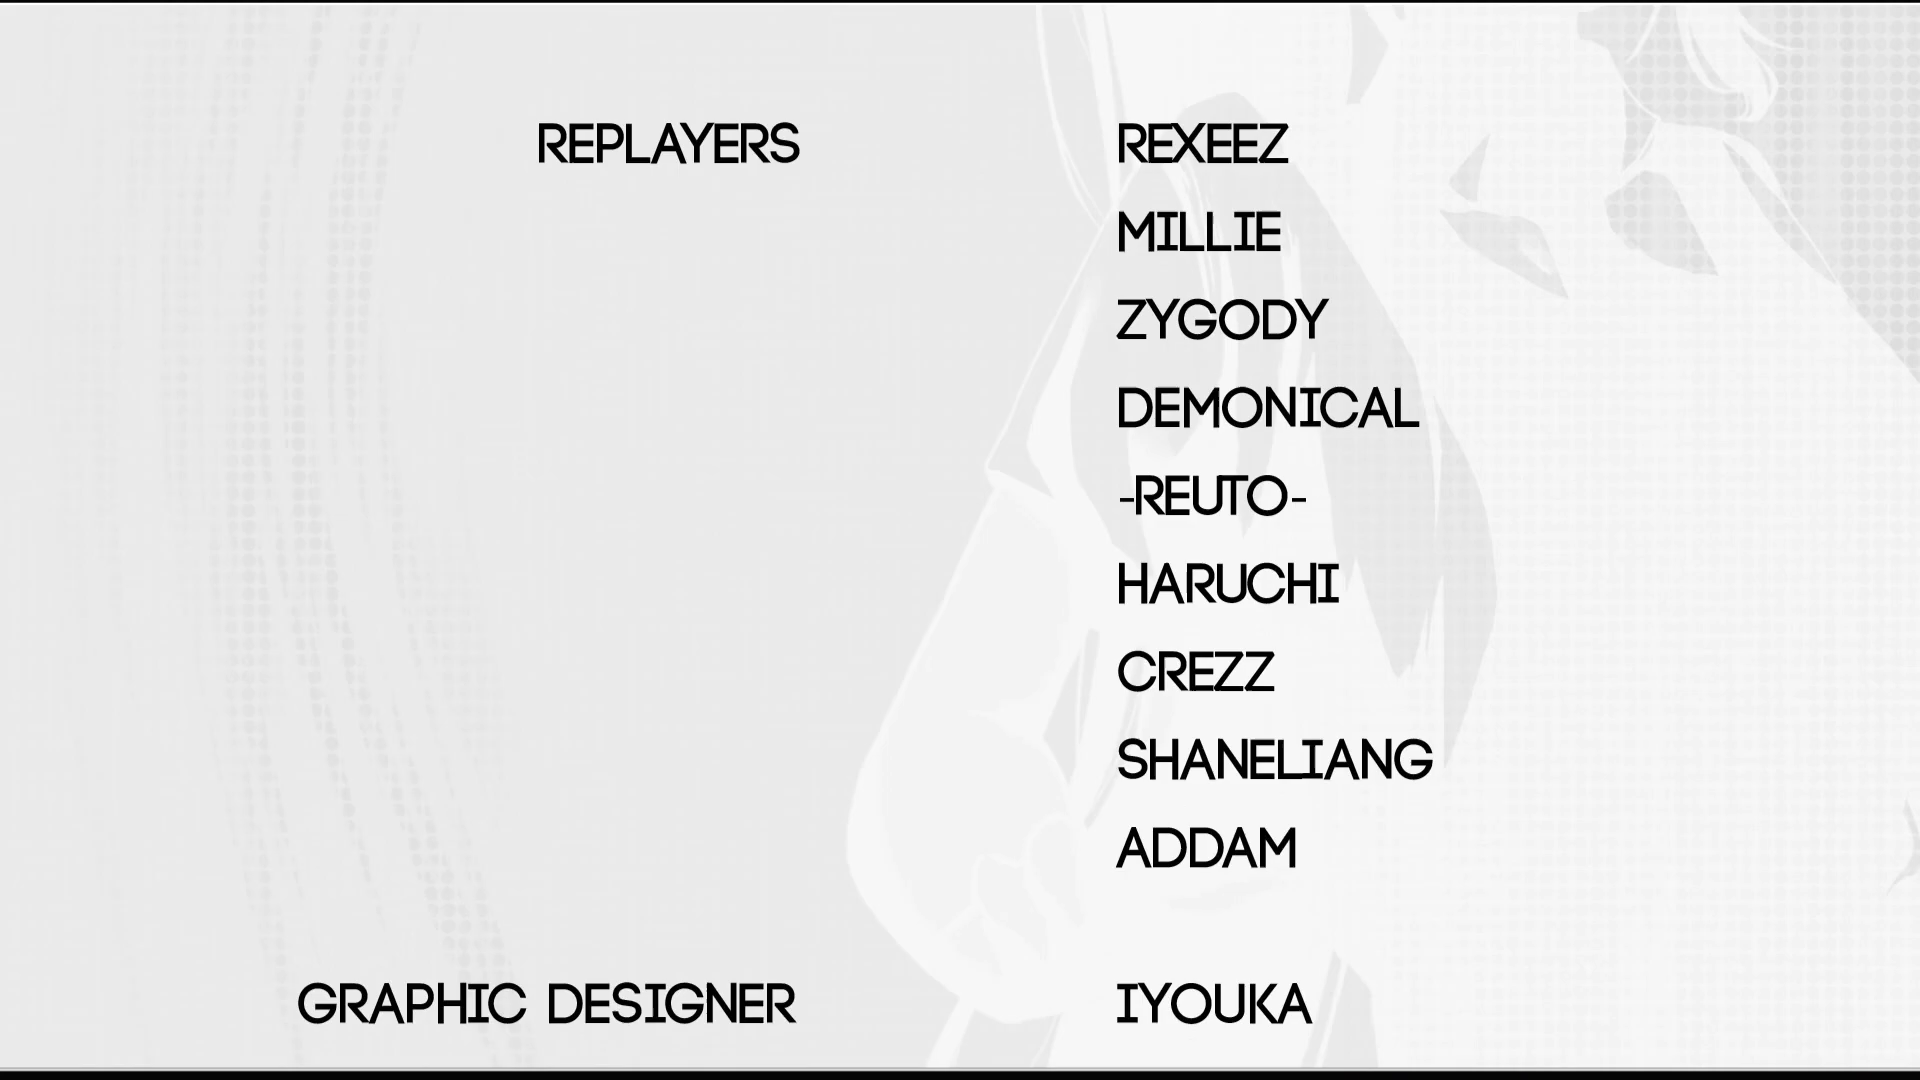 REPLAYERS REXEEZ
MILLIE
ZYGODY
DEMONICAL
-REUTO-
HARUCHI
CREZZ
SHANELIANG
ADDAM
GRAPHIC DESIGNER IYOUKA